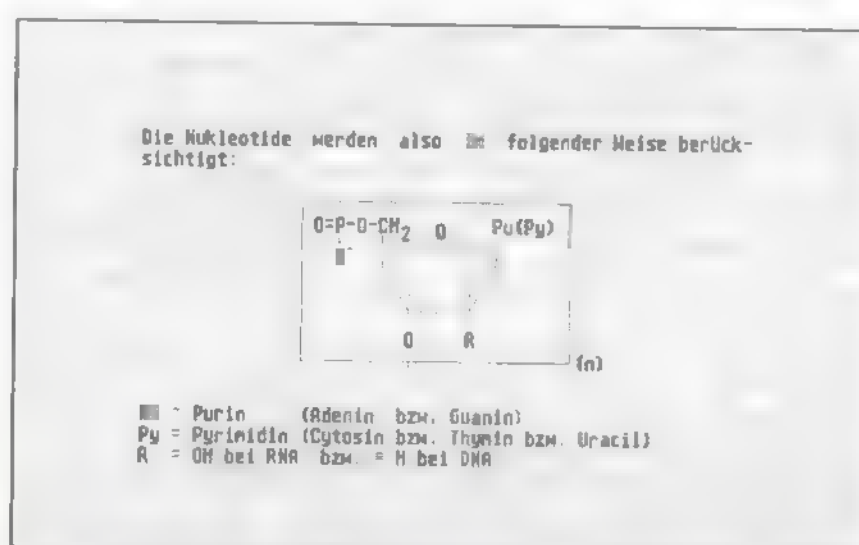 Die Nukleotide werden also folgender Weise berück-
sichtigt:
O=P-O-CH2 O Pu(Py)
O R
(n)
= Purin (Adenin bzw. Guanin)
Py = Pyrimidin (Cytosin bzw. Thymin bzw. Uracil)
R = OH bei RNA bzw. = H bei DNA